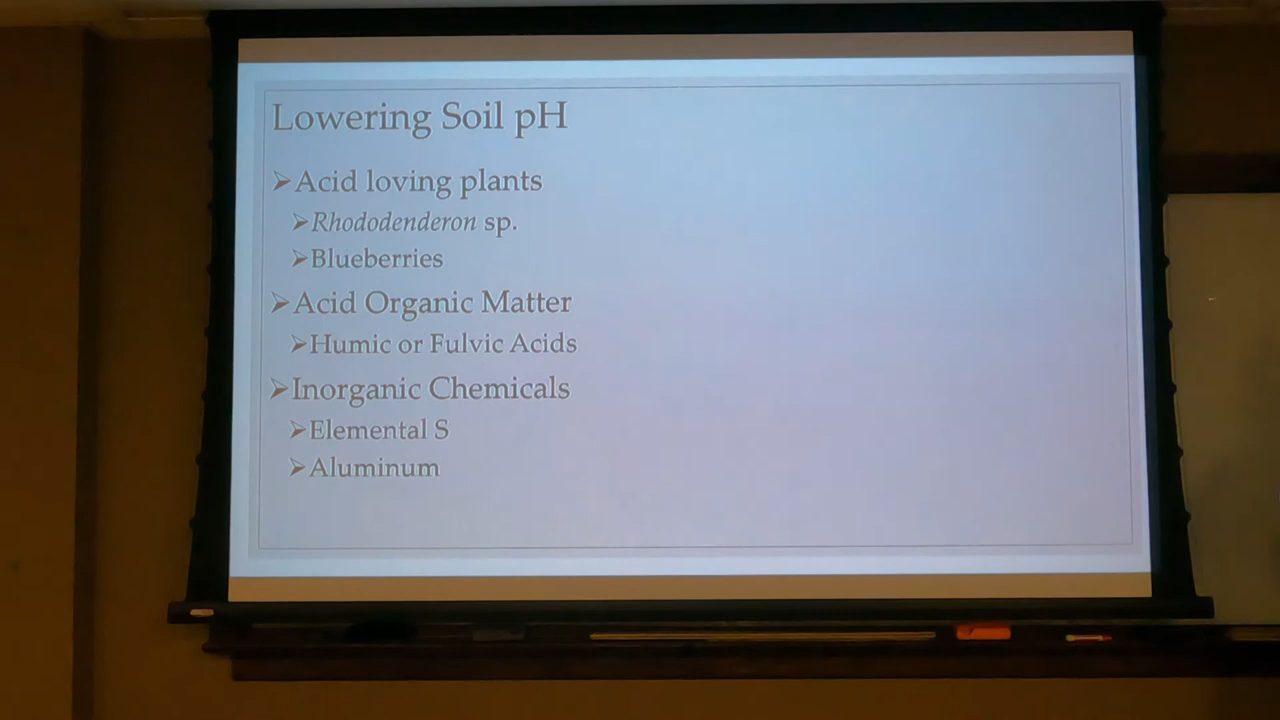 Lowering Soil pH
➢Acid loving plants
➢Rhododenderon sp.
➢Blueberries
➢Acid Organic Matter
➢Humic or Fulvic Acids
➢Inorganic Chemicals
➢Elemental S
➢Aluminum